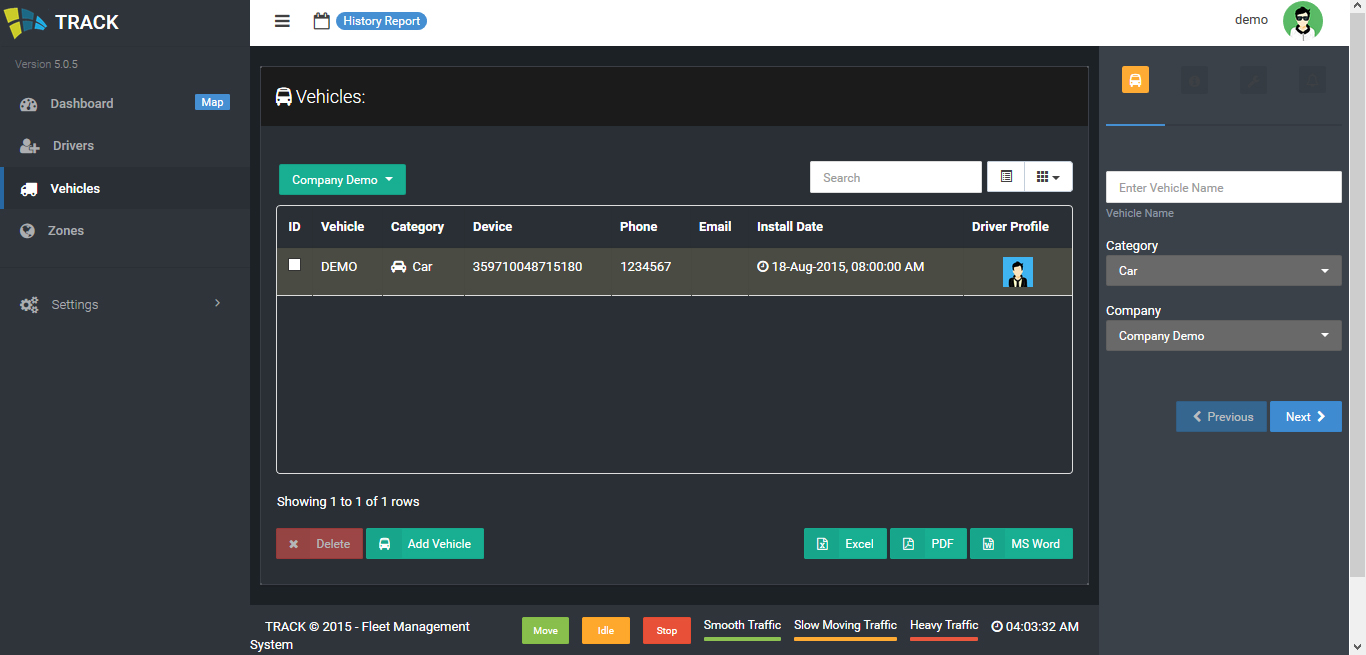 TRACK
Version 5.0.5
Dashboard
Map
Drivers
Vehicles
Zones
Settings
History Report
demo
Vehicles:
Company Demo
Search
ID Vehicle Category Device Phone Email Install Date Driver Profile
DEMO Car 359710048715180 1234567 18-Aug-2015, 08:00:00 AM
Showing 1 to 1 of 1 rows
Delete
Add Vehicle
Excel
PDF
MS Word
Enter Vehicle Name
Vehicle Name
Category
Car
Company
Company Demo
Previous
Next
TRACK © 2015 - Fleet Management
System
Move
Idle
Stop
Smooth Traffic
Slow Moving Traffic
Heavy Traffic
04:03:32 AM